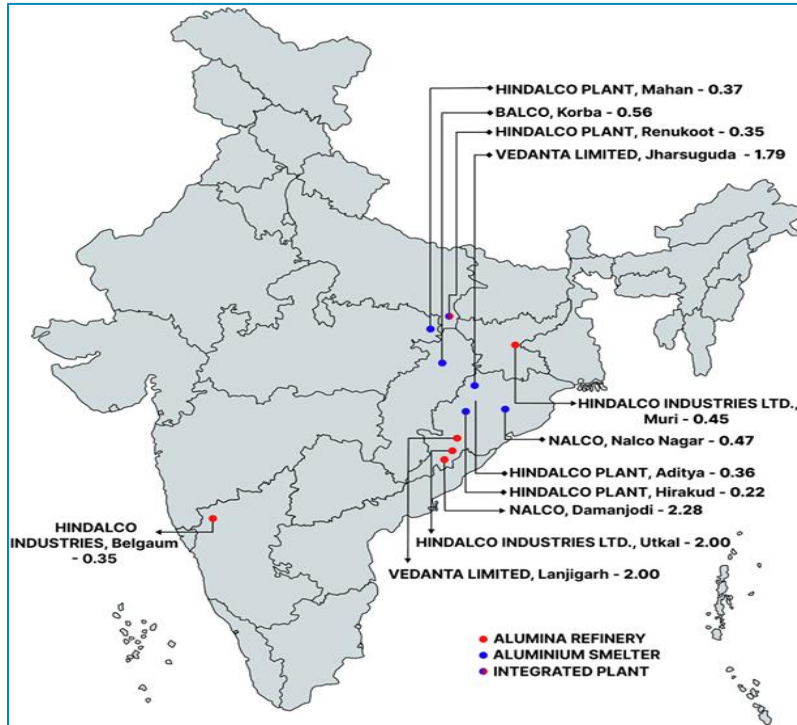 HINDALCO PLANT, Mahan - 0.37
BALCO, Korba - 0.56
HINDALCO PLANT, Renukoot - 0.35
VEDANTA LIMITED, Jharsuguda - 1.79
HINDALCO INDUSTRIES LTD.,
Muri - 0.45
NALCO, Nalco Nagar - 0.47
HINDALCO PLANT, Aditya - 0.36
HINDALCO PLANT, Hirakud - 0.22
NALCO, Damanjodi - 2.28
HINDALCO
INDUSTRIES, Belgaum
- 0.35
HINDALCO INDUSTRIES LTD., Utkal - 2.00
VEDANTA LIMITED, Lanjigarh - 2.00
ALUMINA REFINERY
ALUMINIUM SMELTER
INTEGRATED PLANT